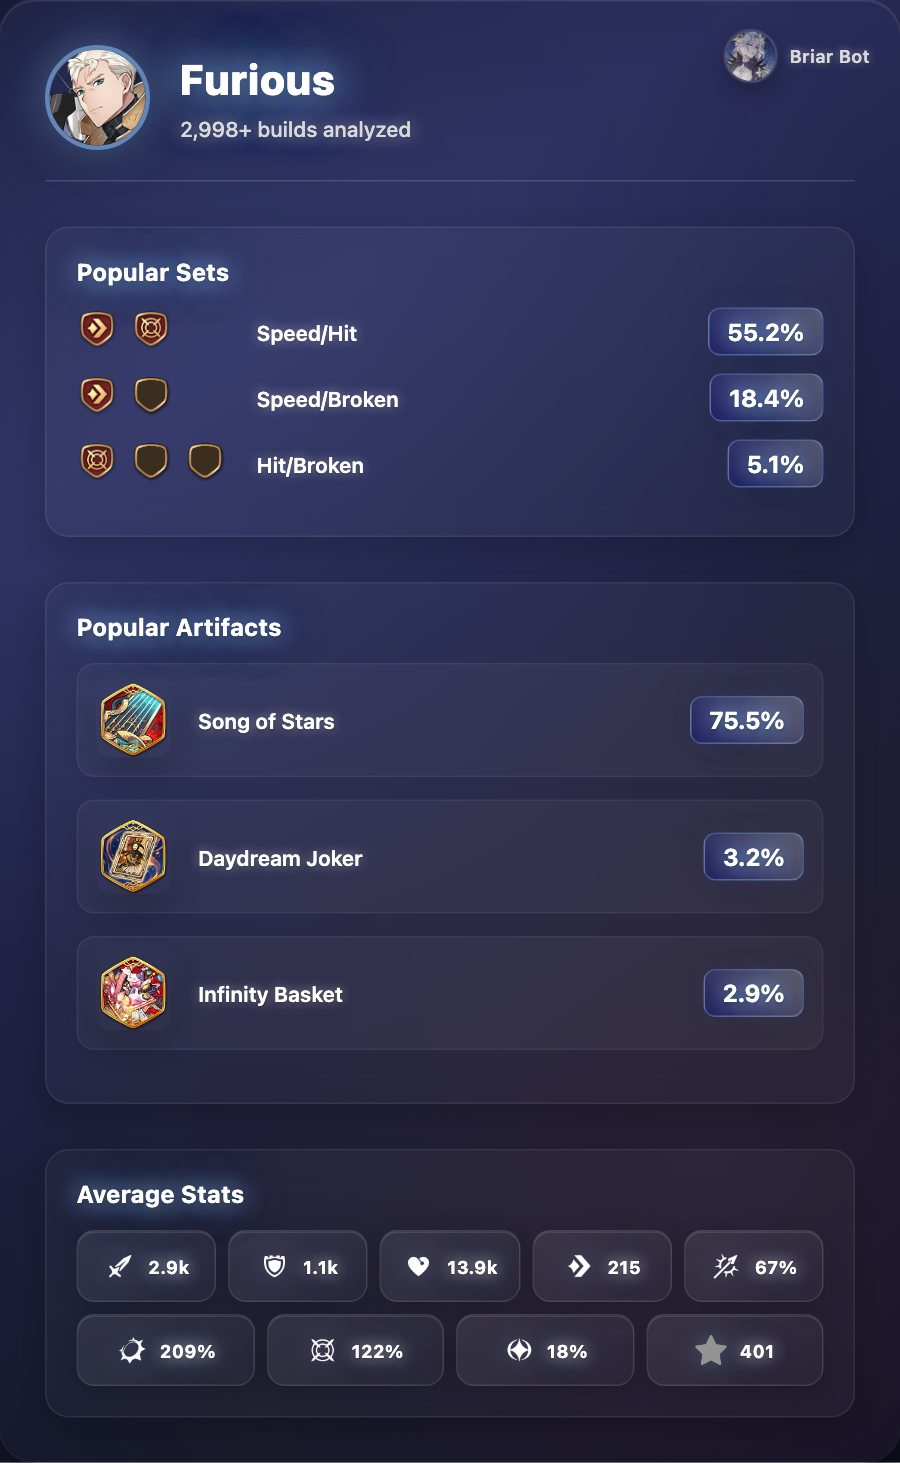 Furious
2,998+ builds analyzed
Briar Bot
Popular Sets
Speed/Hit 55.2%
Speed/Broken 18.4%
Hit/Broken 5.1%
Popular Artifacts
Song of Stars 75.5%
Daydream Joker 3.2%
Infinity Basket 2.9%
Average Stats
2.9k 1.1k 13.9k 215 67%
209% 122% 18% 401